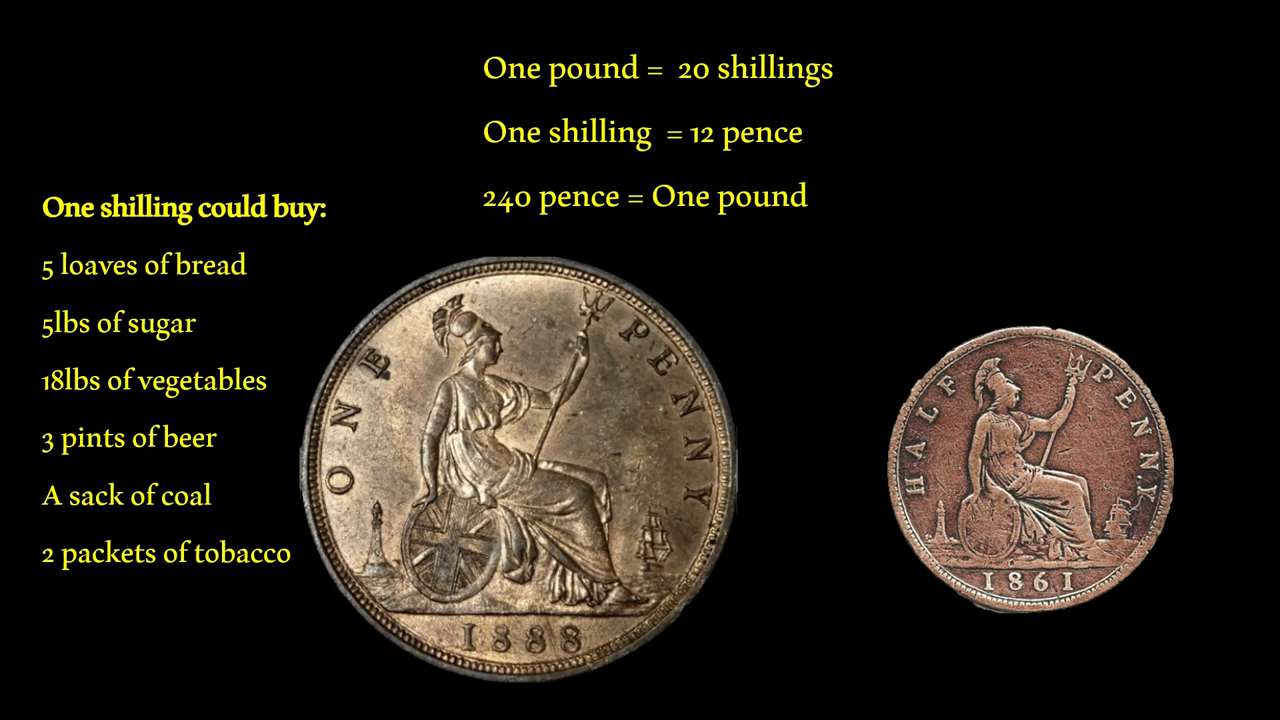 One pound = 20 shillings
One shilling = 12 pence
240 pence = One pound
One shilling could buy:
5 loaves of bread
5lbs of sugar
18lbs of vegetables
3 pints of beer
A sack of coal
2 packets of tobacco
ONE PENNY
1888
HALF PENNY
1861